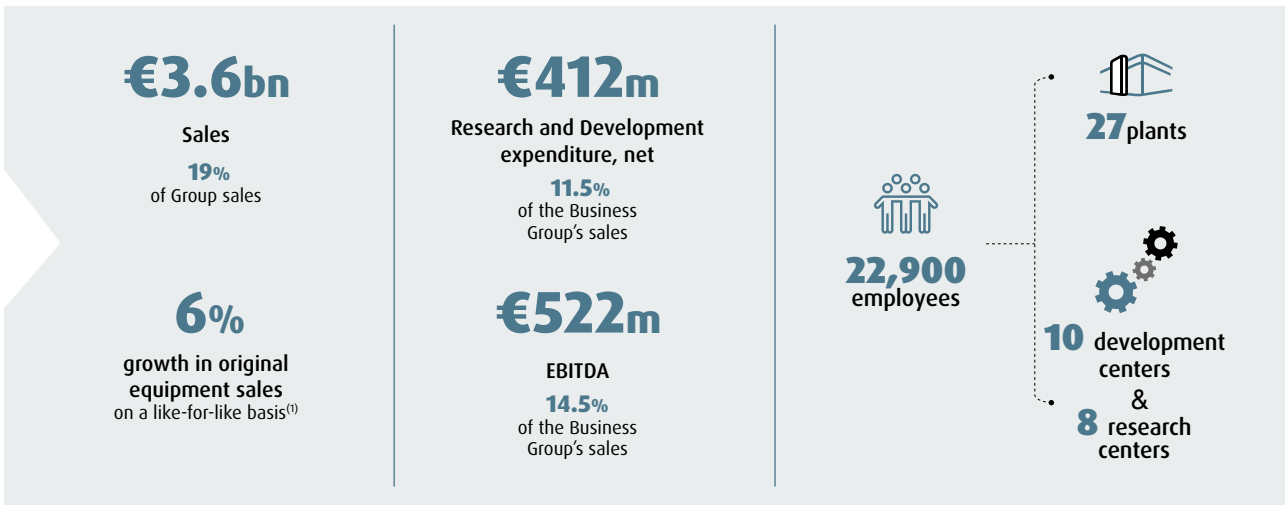 €3.6bn
Sales
19%
of Group sales
6%
growth in original
equipment sales
on a like-for-like basis(1)
€412m
Research and Development
expenditure, net
11.5%
of the Business
Group’s sales
€522m
EBITDA
14.5%
of the Business
Group’s sales
22,900
employees
27 plants
10 development
centers
&
8 research
centers